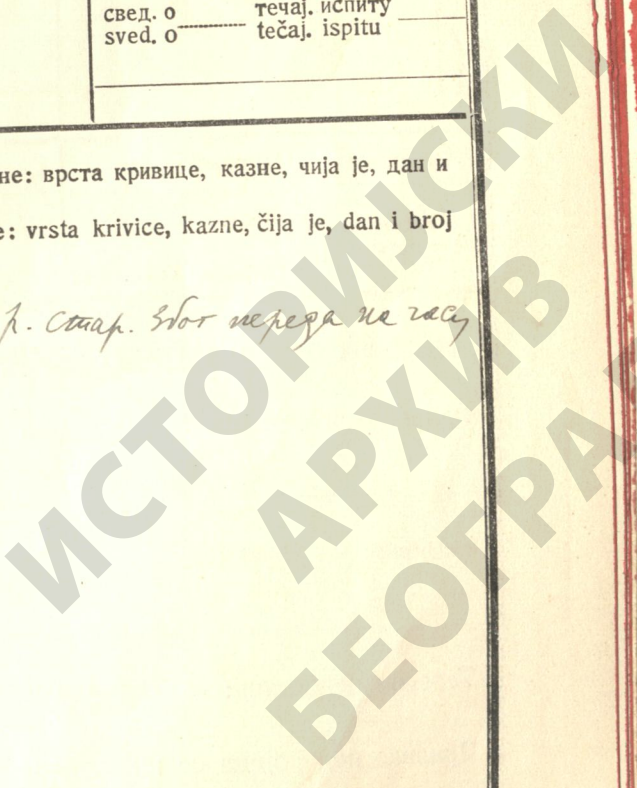 свед. о течај. испиту
sved. o tečaj. ispitu
не: врста кривице, казне, чија је, дан и
e: vrsta krivice, kazne, čija je, dan i broj
р. стар. због нереда на часу
ИСТОРИЈСКИ
АРХИВ
БЕОГРА